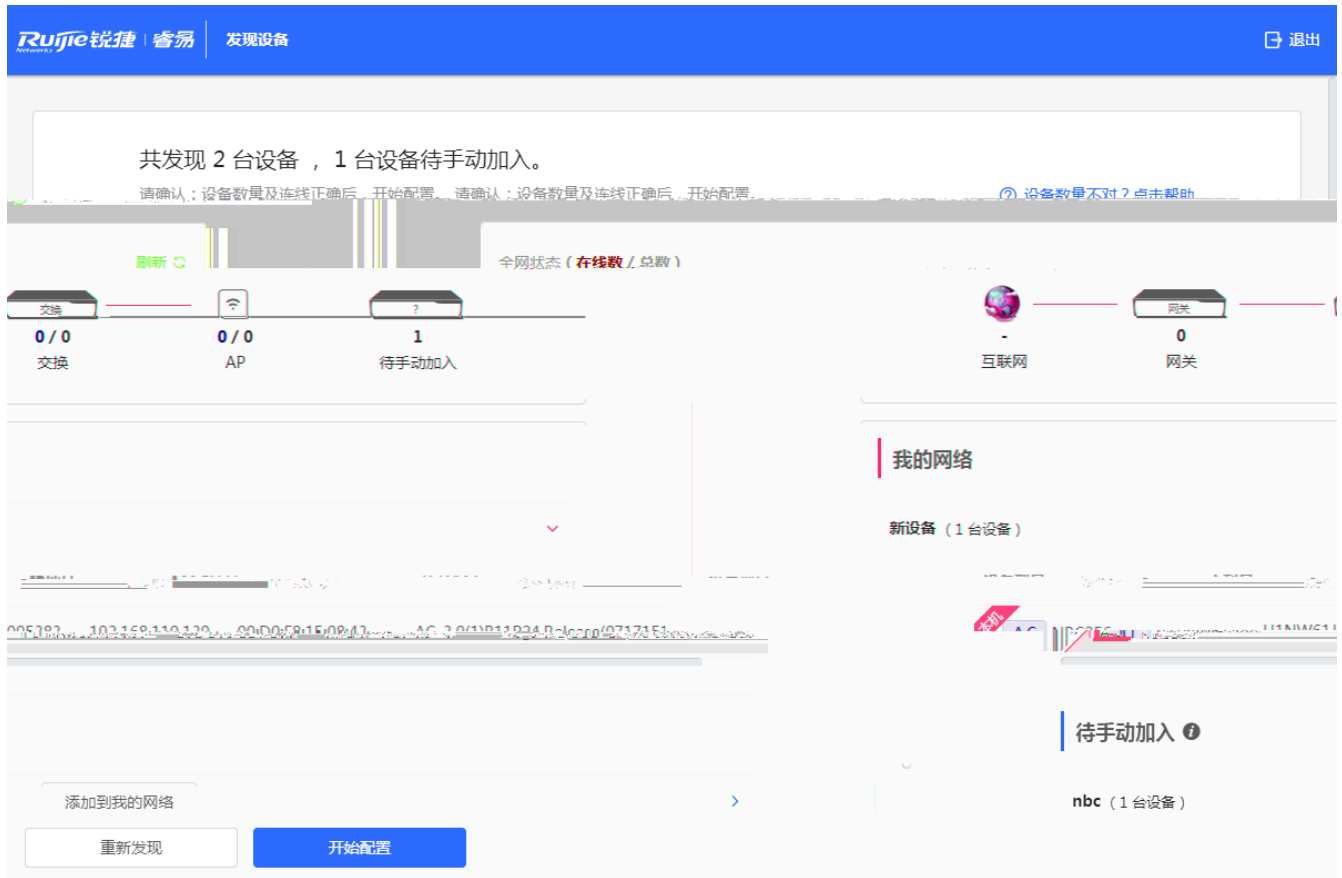 Ruijie锐捷 | 睿易 发现设备 退出
Networks
共发现 2 台设备 ，1 台设备待手动加入。
请确认：设备数量及连线正确后，开始配置。 请确认：设备数量及连线正确后，开始配置。 设备数量不对？点击帮助
刷新 全网状态 ( 在线数 / 总数 )
交换 ? 网关
0 / 0 0 / 0 1 - 0
交换 AP 待手动加入 互联网 网关
我的网络
新设备（1 台设备）
本机
待手动加入
添加到我的网络 nbc（1 台设备）
重新发现 开始配置